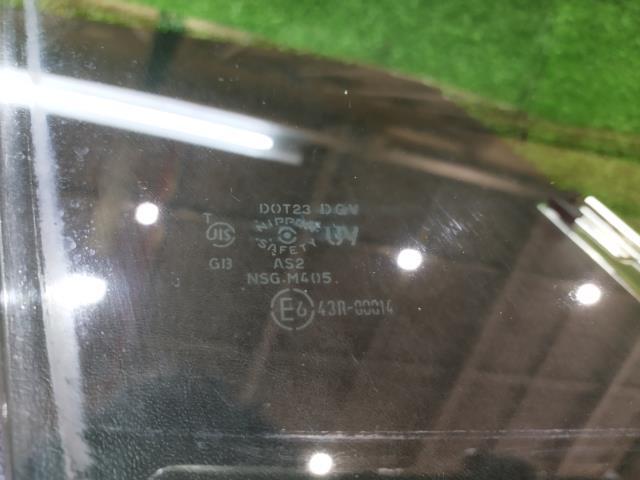 DOT23 DGV
T
JIS
NIPPON
SAFETY
UV
GB AS2
NSG.M405.
E6 43R-00014